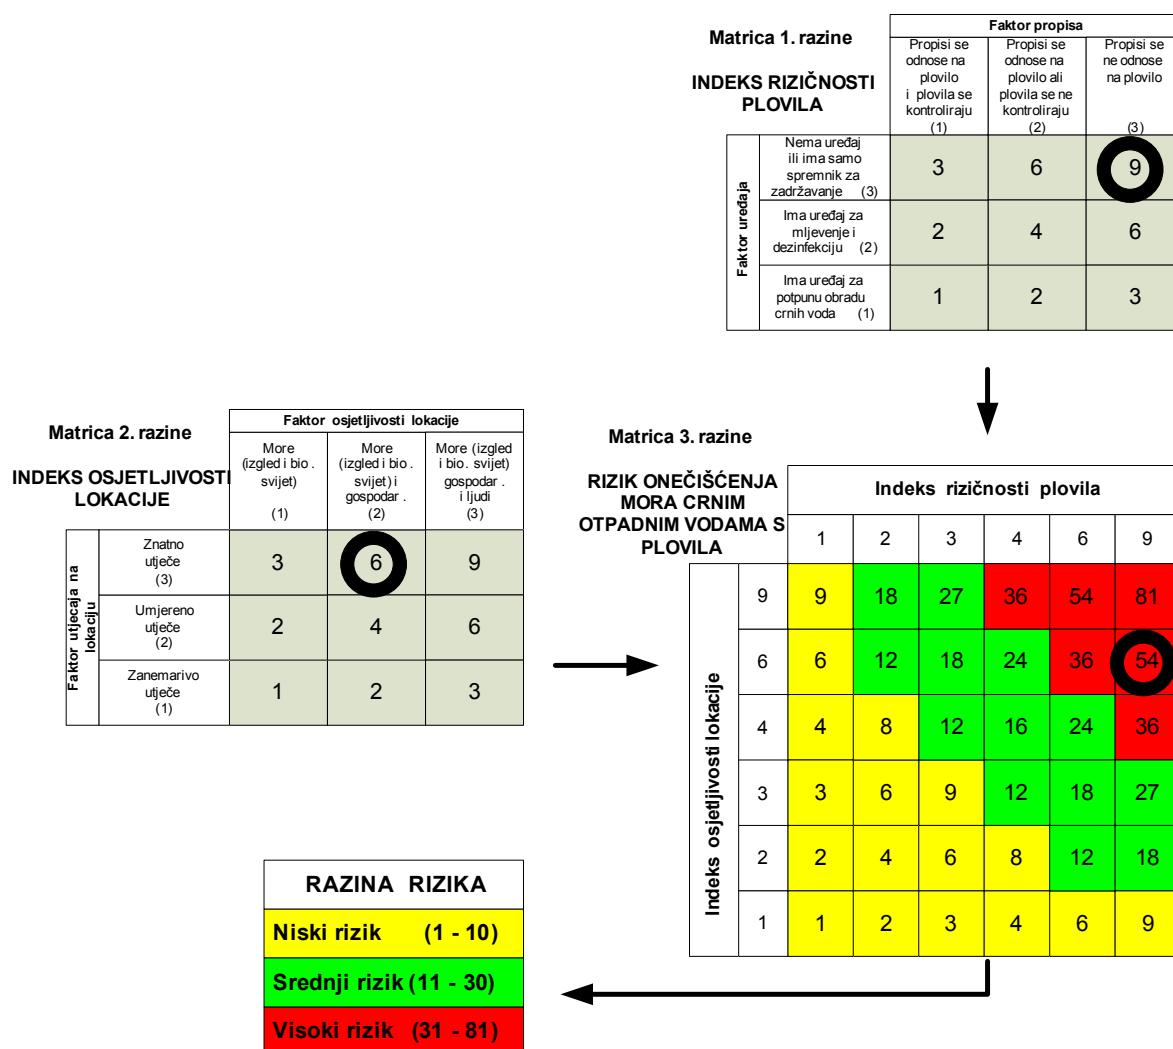 Matrica 1. razine
INDEKS RIZIČNOSTI
PLOVILA
Faktor propisa
Propisi se
odnose na
plovilo
i plovila se
kontroliraju
(1)
Propisi se
odnose na
plovilo ali
plovila se ne
kontroliraju
(2)
Propisi se
ne odnose
na plovilo
(3)
Faktor uređaja
Nema uređaj
ili ima samo
spremnik za
zadržavanje (3)
3 6 9
Ima uređaj za
mljevenje i
dezinfekciju (2)
2 4 6
Ima uređaj za
potpunu obradu
crnih voda (1)
1 2 3
Matrica 2. razine
INDEKS OSJETLJIVOSTI
LOKACIJE
Faktor osjetljivosti lokacije
More
(izgled i bio.
svijet)
(1)
More
(izgled i bio.
svijet) i
gospodar.
(2)
More (izgled
i bio. svijet)
gospodar.
i ljudi
(3)
Faktor utjecaja na
lokaciju
Znatno
utječe
(3)
3 6 9
Umjereno
utječe
(2)
2 4 6
Zanemarivo
utječe
(1)
1 2 3
Matrica 3. razine
RIZIK ONEČIŠĆENJA
MORA CRNIM
OTPADNIM VODAMA S
PLOVILA
Indeks rizičnosti plovila
1 2 3 4 6 9
Indeks osjetljivosti lokacije
9 9 18 27 36 54 81
6 6 12 18 24 36 54
4 4 8 12 16 24 36
3 3 6 9 12 18 27
2 2 4 6 8 12 18
1 1 2 3 4 6 9
RAZINA RIZIKA
Niski rizik (1 - 10)
Srednji rizik (11 - 30)
Visoki rizik (31 - 81)